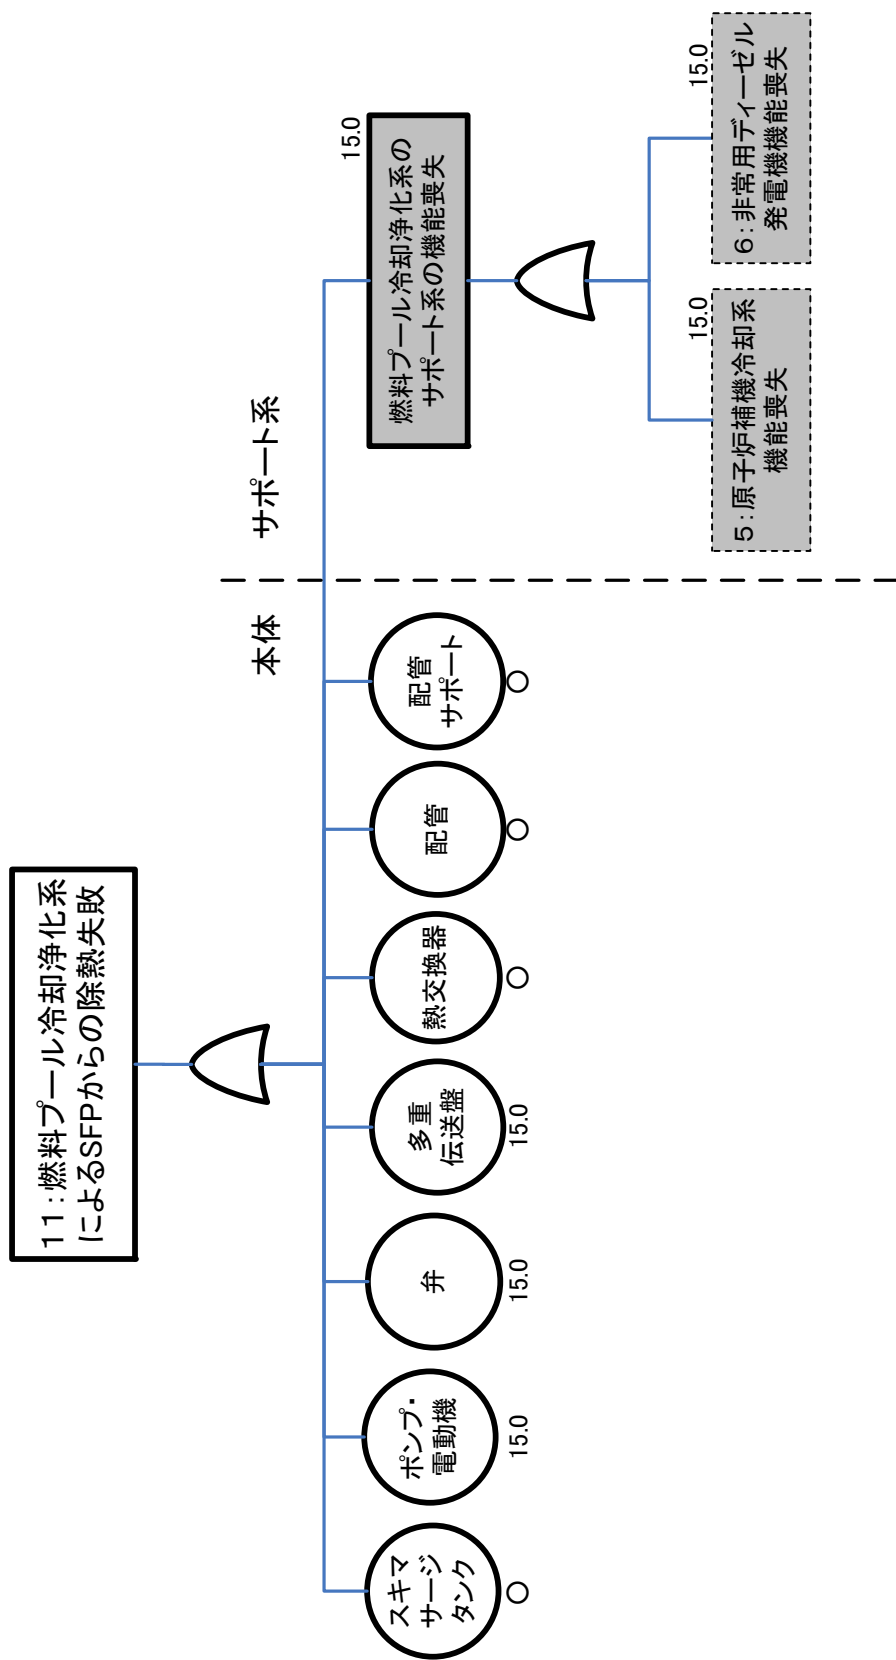 11:燃料プール冷却浄化系
によるSFPからの除熱失敗
本体
サポート系
スキマ
サージ
タンク
○
ポンプ・
電動機
15.0
弁
15.0
多重
伝送盤
15.0
熱交換器
○
配管
○
配管
サポート
○
15.0
燃料プール冷却浄化系の
サポート系の機能喪失
15.0
5:原子炉補機冷却系
機能喪失
15.0
6:非常用ディーゼル
発電機機能喪失